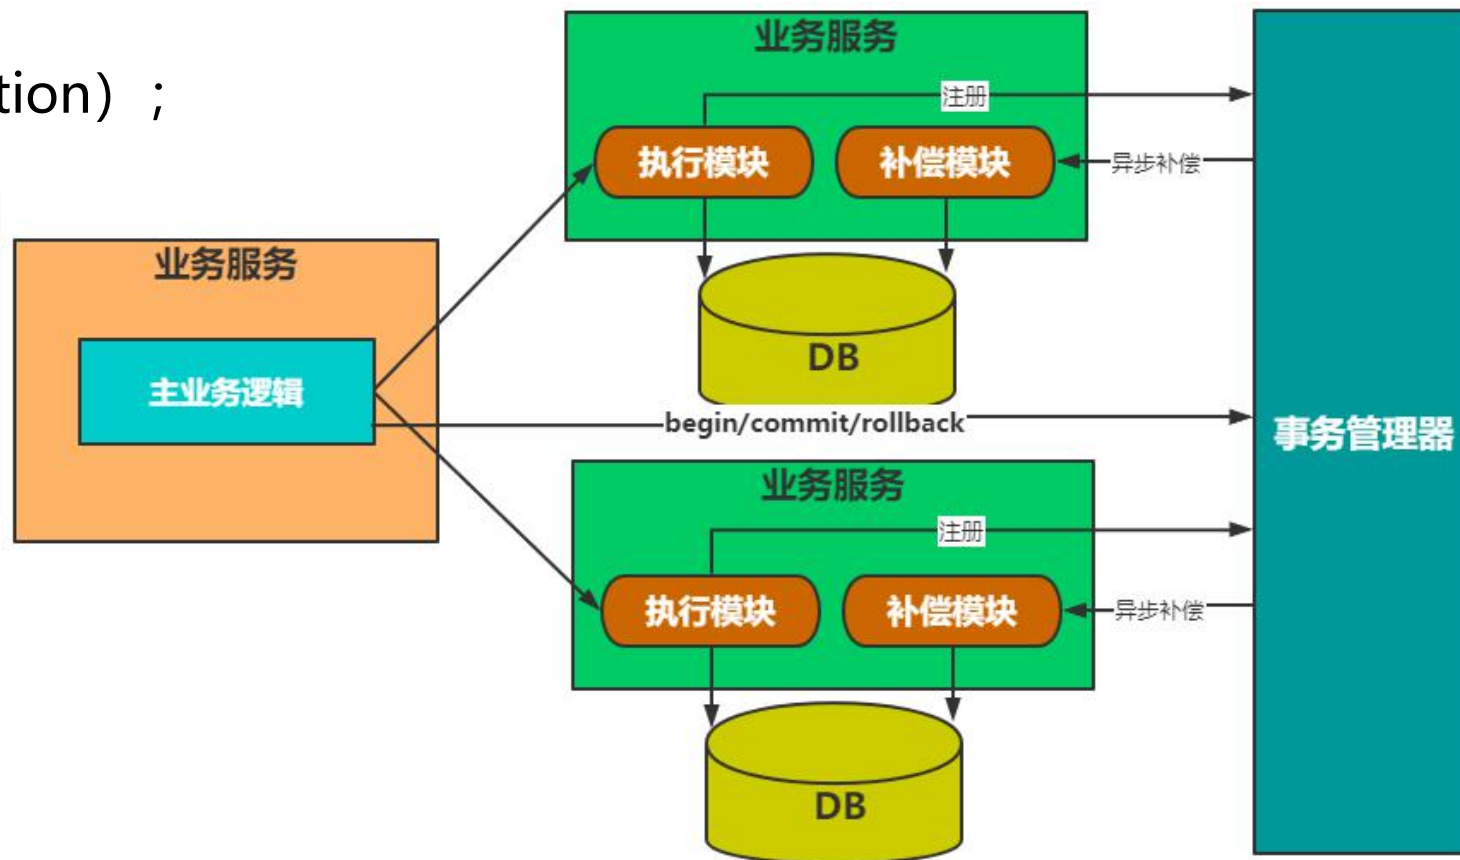 tion）;
业务服务
主业务逻辑
业务服务
注册
执行模块
补偿模块
异步补偿
DB
begin/commit/rollback
事务管理器
业务服务
注册
执行模块
补偿模块
异步补偿
DB